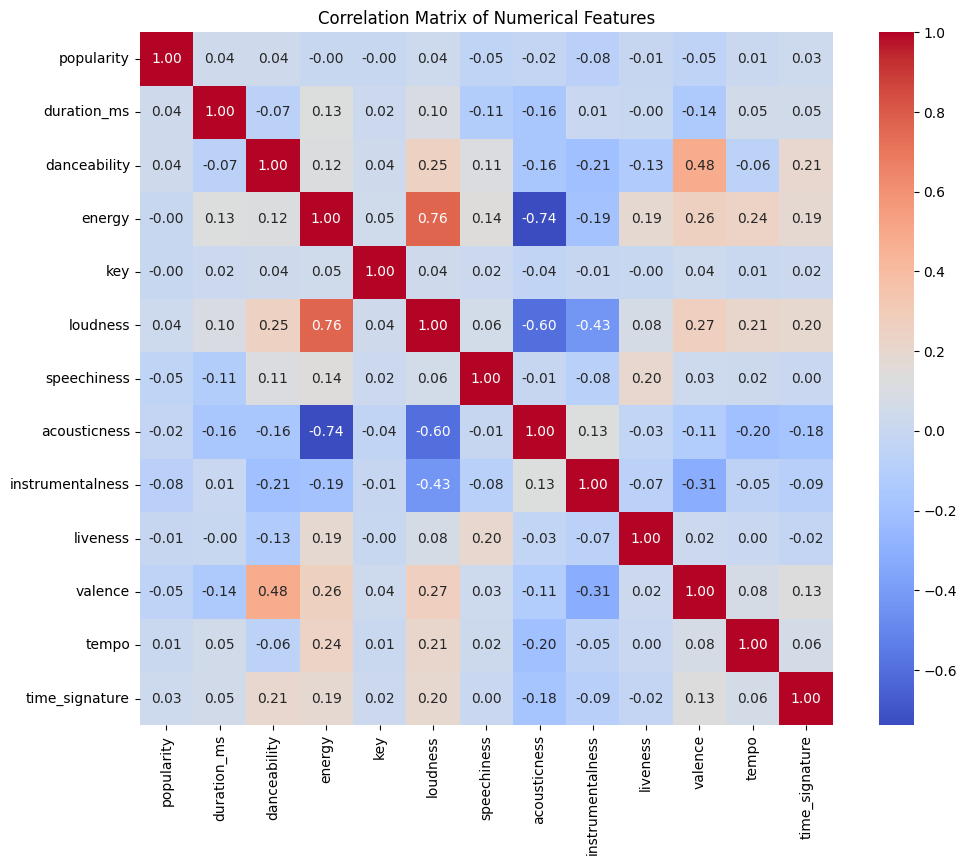 Correlation Matrix of Numerical Features
popularity 1.00 0.04 0.04 -0.00 -0.00 0.04 -0.05 -0.02 -0.08 -0.01 -0.05 0.01 0.03
duration_ms 0.04 1.00 -0.07 0.13 0.02 0.10 -0.11 -0.16 0.01 -0.00 -0.14 0.05 0.05
danceability 0.04 -0.07 1.00 0.12 0.04 0.25 0.11 -0.16 -0.21 -0.13 0.48 -0.06 0.21
energy -0.00 0.13 0.12 1.00 0.05 0.76 0.14 -0.74 -0.19 0.19 0.26 0.24 0.19
key -0.00 0.02 0.04 0.05 1.00 0.04 0.02 -0.04 -0.01 -0.00 0.04 0.01 0.02
loudness 0.04 0.10 0.25 0.76 0.04 1.00 0.06 -0.60 -0.43 0.08 0.27 0.21 0.20
speechiness -0.05 -0.11 0.11 0.14 0.02 0.06 1.00 -0.01 -0.08 0.20 0.03 0.02 0.00
acousticness -0.02 -0.16 -0.16 -0.74 -0.04 -0.60 -0.01 1.00 0.13 -0.03 -0.11 -0.20 -0.18
instrumentalness -0.08 0.01 -0.21 -0.19 -0.01 -0.43 -0.08 0.13 1.00 -0.07 -0.31 -0.05 -0.09
liveness -0.01 -0.00 -0.13 0.19 -0.00 0.08 0.20 -0.03 -0.07 1.00 0.02 0.00 -0.02
valence -0.05 -0.14 0.48 0.26 0.04 0.27 0.03 -0.11 -0.31 0.02 1.00 0.08 0.13
tempo 0.01 0.05 -0.06 0.24 0.01 0.21 0.02 -0.20 -0.05 0.00 0.08 1.00 0.06
time_signature 0.03 0.05 0.21 0.19 0.02 0.20 0.00 -0.18 -0.09 -0.02 0.13 0.06 1.00
popularity
duration_ms
danceability
energy
key
loudness
speechiness
acousticness
instrumentalness
liveness
valence
tempo
time_signature
1.0
0.8
0.6
0.4
0.2
0.0
−0.2
−0.4
−0.6